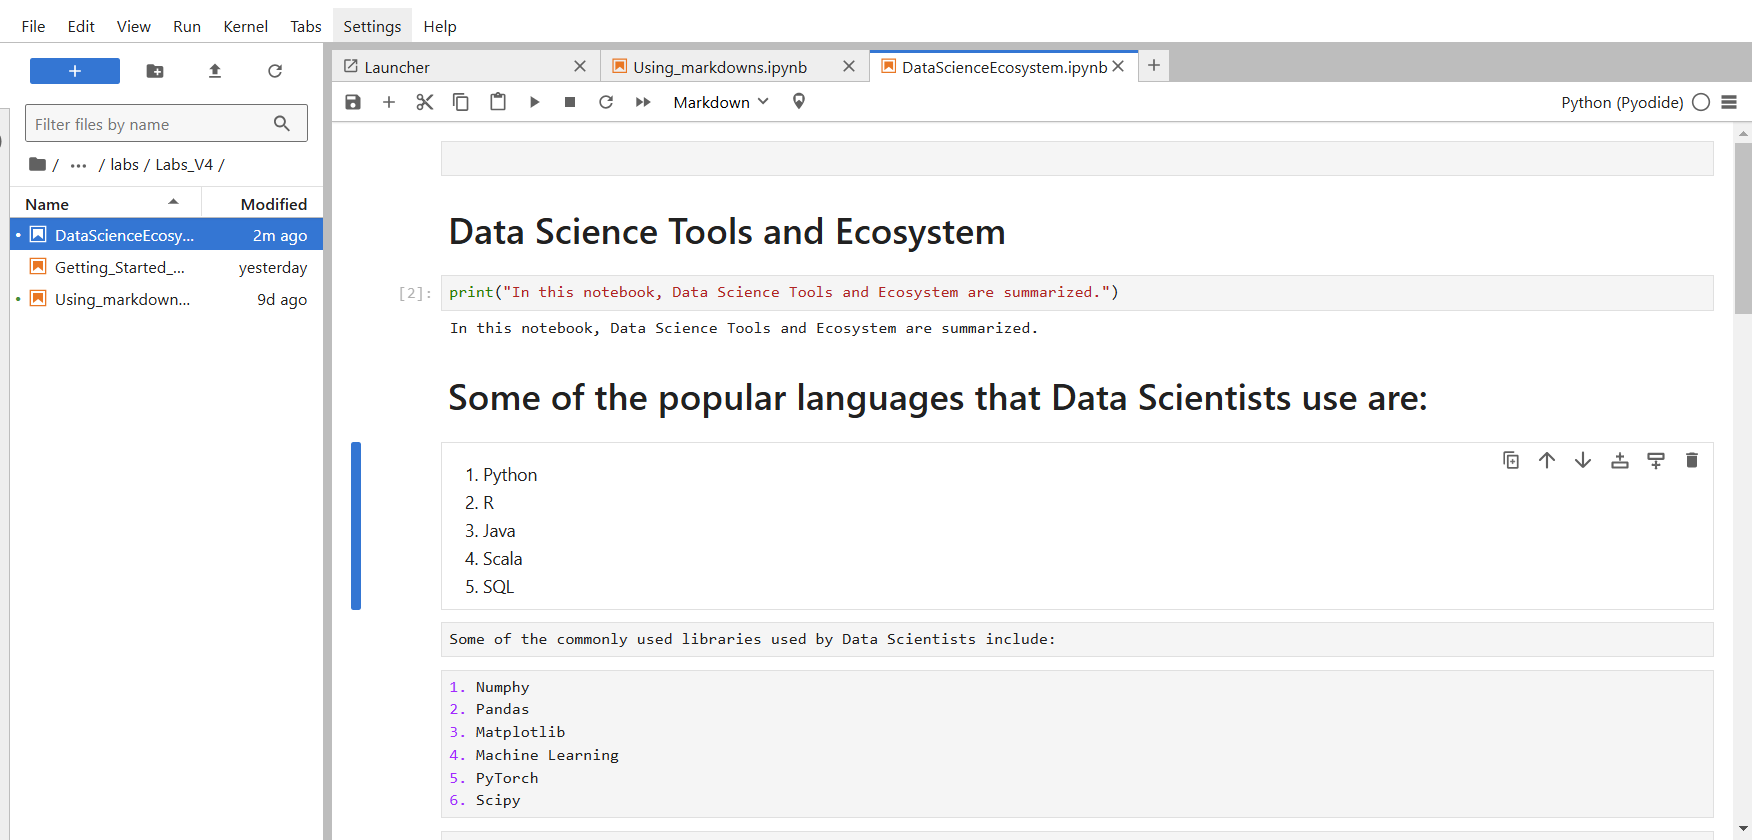 File Edit View Run Kernel Tabs Settings Help
Launcher
Using_markdowns.ipynb
DataScienceEcosystem.ipynb
Markdown
Python (Pyodide)
Filter files by name
/ ... / labs / Labs_V4 /
Name Modified
DataScienceEcosy... 2m ago
Getting_Started_... yesterday
Using_markdown... 9d ago
Data Science Tools and Ecosystem
[2]: print("In this notebook, Data Science Tools and Ecosystem are summarized.")
In this notebook, Data Science Tools and Ecosystem are summarized.
Some of the popular languages that Data Scientists use are:
1. Python
2. R
3. Java
4. Scala
5. SQL
Some of the commonly used libraries used by Data Scientists include:
1. Numphy
2. Pandas
3. Matplotlib
4. Machine Learning
5. PyTorch
6. Scipy